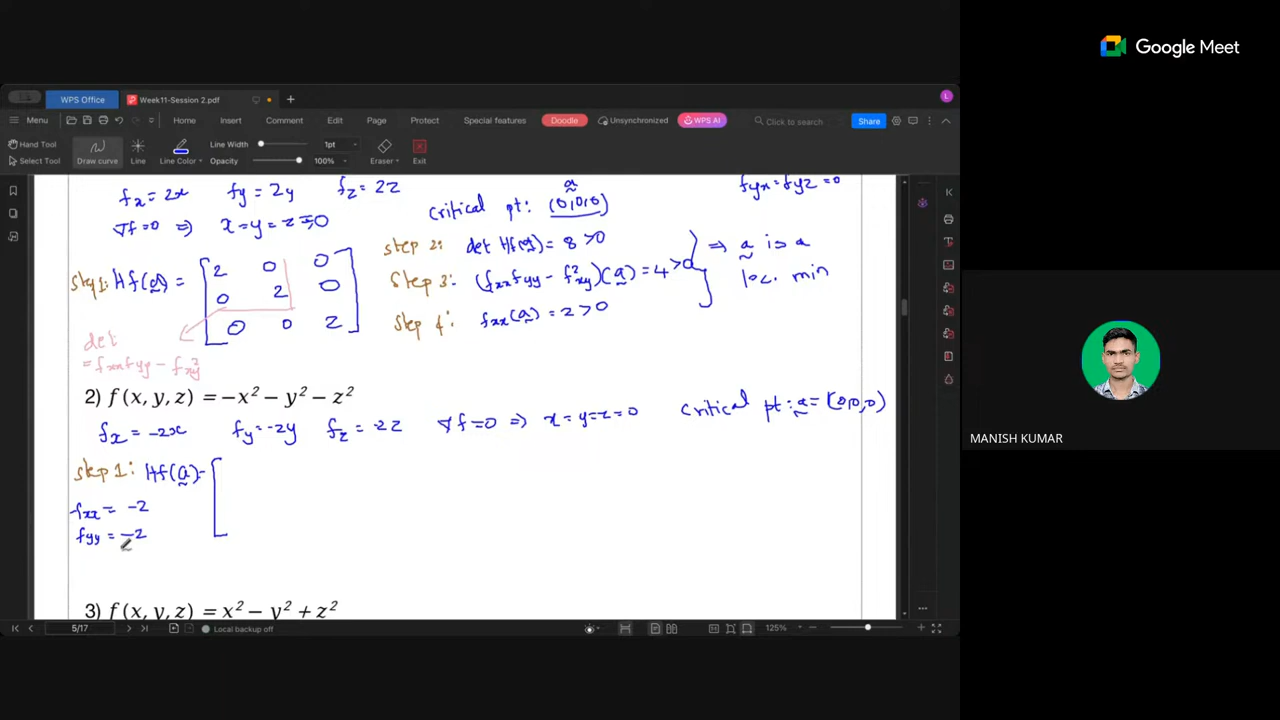 Google Meet
WPS Office
Week11-Session 2.pdf
L
Menu
Home
Insert
Comment
Edit
Page
Protect
Special features
Doodle
Unsynchronized
WPS AI
Click to find
Share
Hand Tool
Select Tool
Draw curve
Line
Line Color
Line Width
1pt
Opacity
100%
Eraser
Exit
fx = 2x fy = 2y fz = 2z
fyx = fyz = 0
∇f = 0 ⇒ x = y = z = 0
a
Critical pt: (0,0,0)
Step 1: Hf(a) = [ 2 0 0
0 2 0
0 0 2 ]
step 2: det Hf(a) = 8 > 0
Step 3: (fxx fyy − f²xy)(a) = 4 > 0
Step 4: fxx(a) = 2 > 0
⇒ a is a
loc. min
det
= fxx fyy − fxy²
2) f(x, y, z) = −x² − y² − z²
fx = −2x fy = −2y fz = −2z ∇f = 0 ⇒ x = y = z = 0 Critical pt: a = (0,0,0)
Step 1: Hf(a) = [
fxx = −2
fyy = −2
3) f(x, y, z) = x² − y² + z²
5/17
Local backup off
125%
MANISH KUMAR